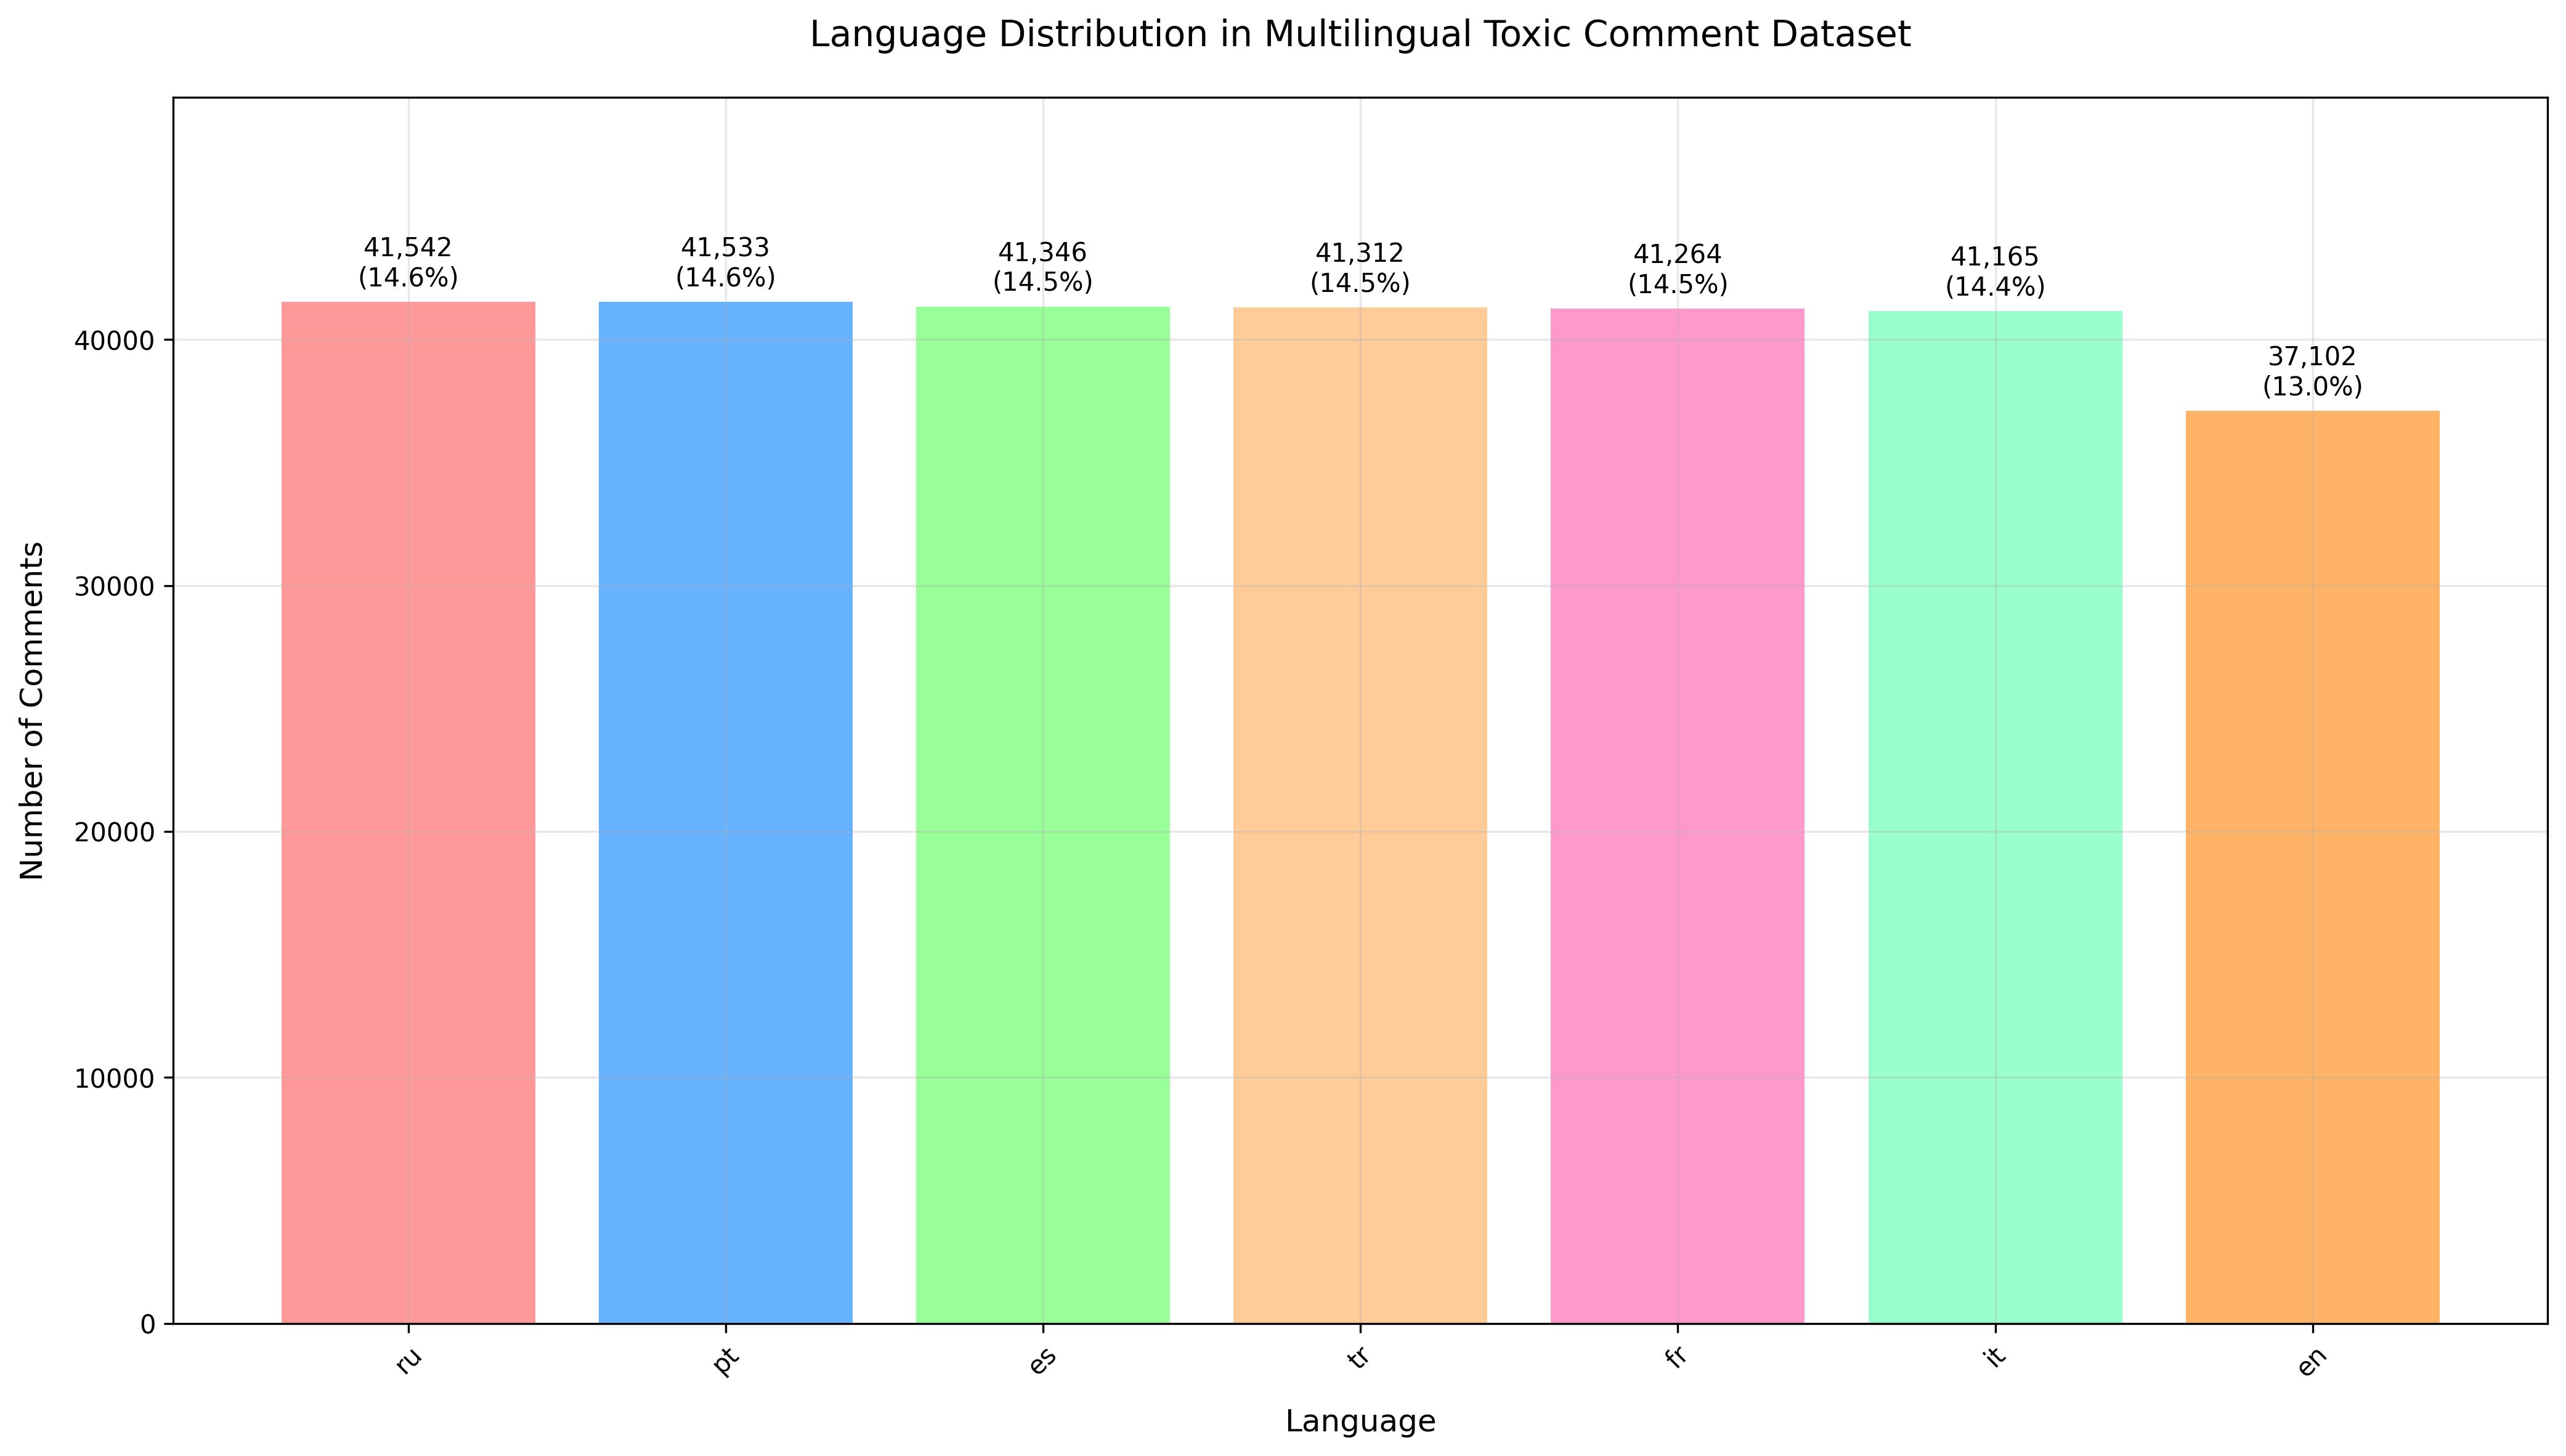 Language Distribution in Multilingual Toxic Comment Dataset
Number of Comments
40000
30000
20000
10000
0
41,542
(14.6%)
41,533
(14.6%)
41,346
(14.5%)
41,312
(14.5%)
41,264
(14.5%)
41,165
(14.4%)
37,102
(13.0%)
ru
pt
es
tr
fr
it
en
Language